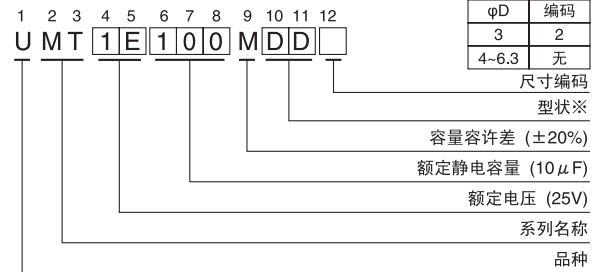 1 2 3 4 5 6 7 8 9 10 11 12
U M T 1 E 1 0 0 M D D
φD 编码
3 2
4~6.3 无
尺寸编码
型状※
容量容许差 (±20%)
额定静电容量 (10μF)
额定电压 (25V)
系列名称
品种